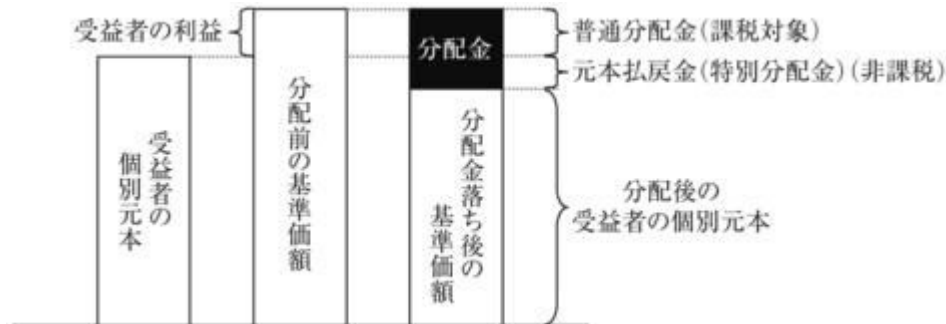 受益者の利益
分配金
普通分配金(課税対象)
元本払戻金(特別分配金)(非課税)
受益者の
個別元本
分配前の基準価額
分配金落ち後の
基準価額
分配後の
受益者の個別元本